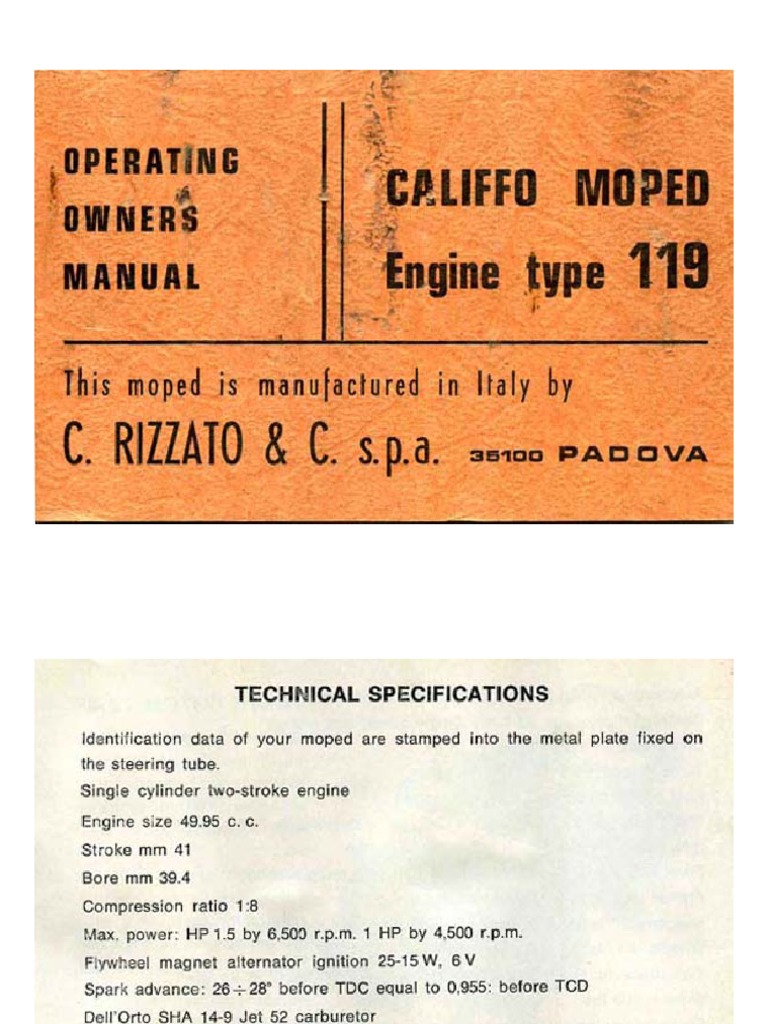 OPERATING
OWNERS
MANUAL
CALIFFO MOPED
Engine type 119
This moped is manufactured in Italy by
C. RIZZATO & C. s.p.a. 35100 PADOVA
TECHNICAL SPECIFICATIONS
Identification data of your moped are stamped into the metal plate fixed on
the steering tube.
Single cylinder two-stroke engine
Engine size 49.95 c. c.
Stroke mm 41
Bore mm 39.4
Compression ratio 1:8
Max. power: HP 1.5 by 6,500 r.p.m. 1 HP by 4,500 r.p.m.
Flywheel magnet alternator ignition 25-15 W, 6 V
Spark advance: 26÷28° before TDC equal to 0,955: before TCD
Dell'Orto SHA 14-9 Jet 52 carburetor